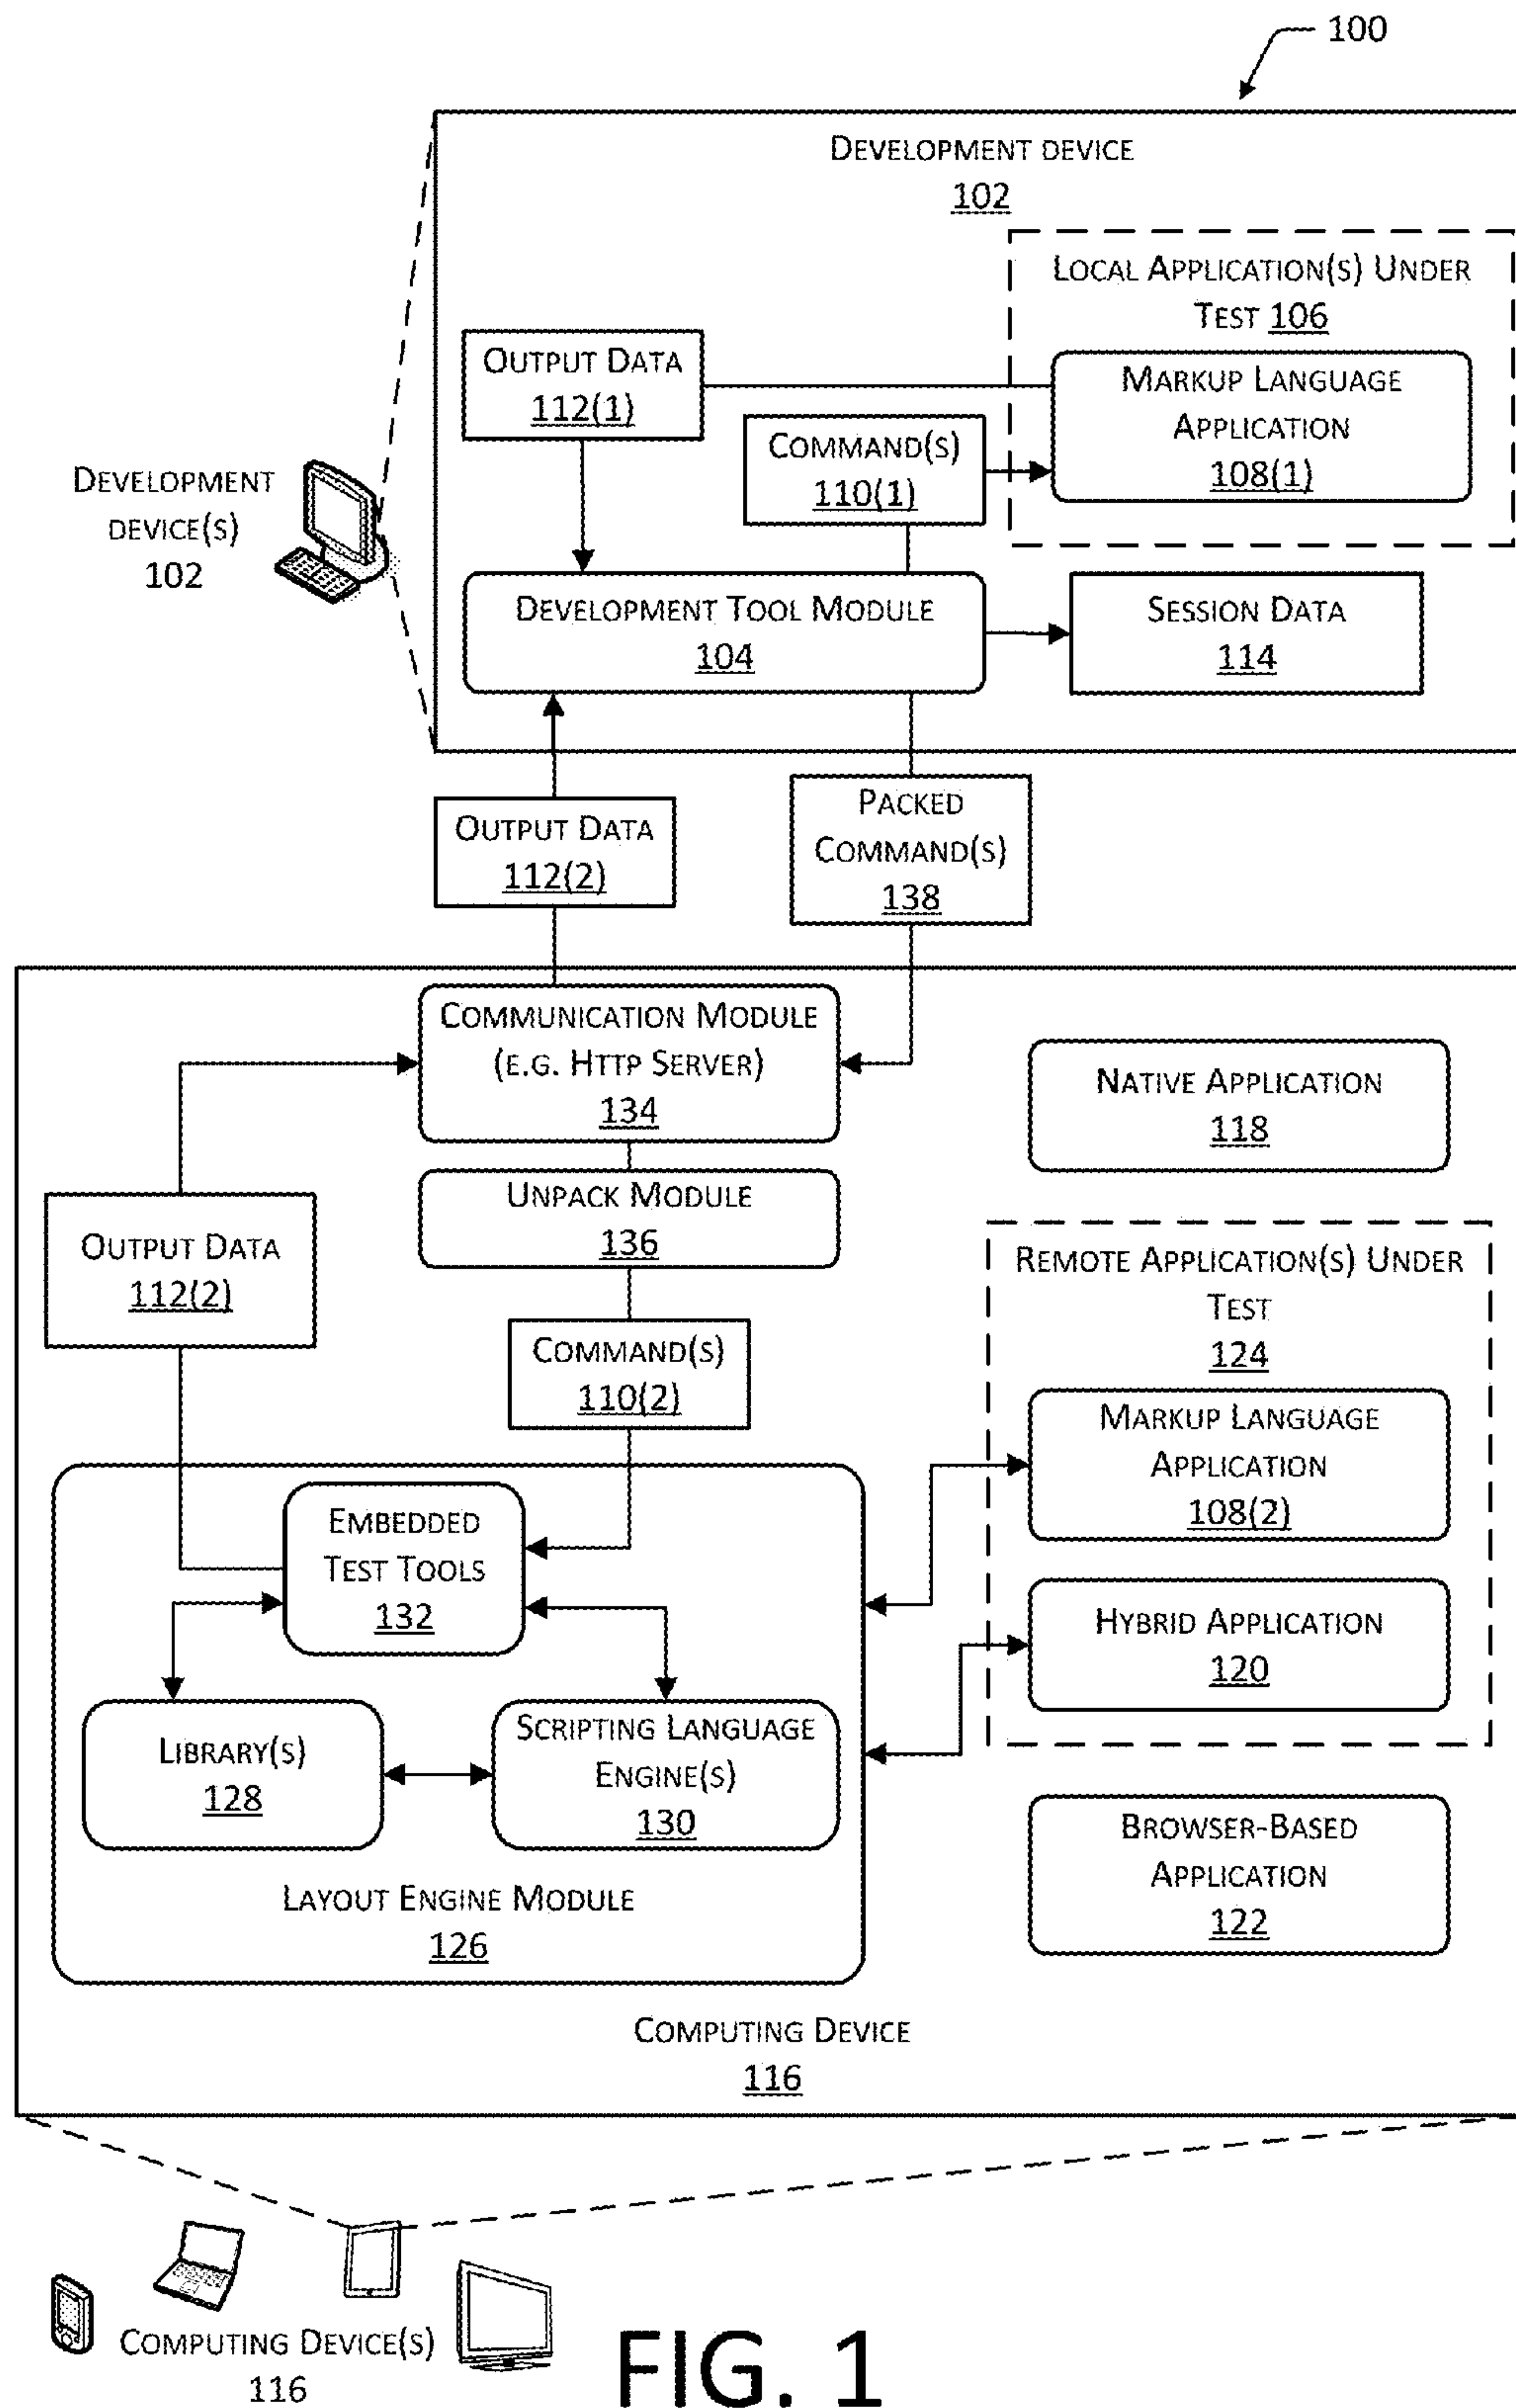 100
DEVELOPMENT DEVICE
102
LOCAL APPLICATION(S) UNDER
TEST 106
OUTPUT DATA
112(1)
MARKUP LANGUAGE
APPLICATION
108(1)
COMMAND(S)
110(1)
DEVELOPMENT
DEVICE(S)
102
DEVELOPMENT TOOL MODULE
104
SESSION DATA
114
OUTPUT DATA
112(2)
PACKED
COMMAND(S)
138
COMMUNICATION MODULE
(E.G. HTTP SERVER)
134
NATIVE APPLICATION
118
UNPACK MODULE
136
OUTPUT DATA
112(2)
REMOTE APPLICATION(S) UNDER
TEST
124
COMMAND(S)
110(2)
MARKUP LANGUAGE
APPLICATION
108(2)
EMBEDDED
TEST TOOLS
132
HYBRID APPLICATION
120
LIBRARY(S)
128
SCRIPTING LANGUAGE
ENGINE(S)
130
BROWSER-BASED
APPLICATION
122
LAYOUT ENGINE MODULE
126
COMPUTING DEVICE
116
COMPUTING DEVICE(S)
116
FIG. 1